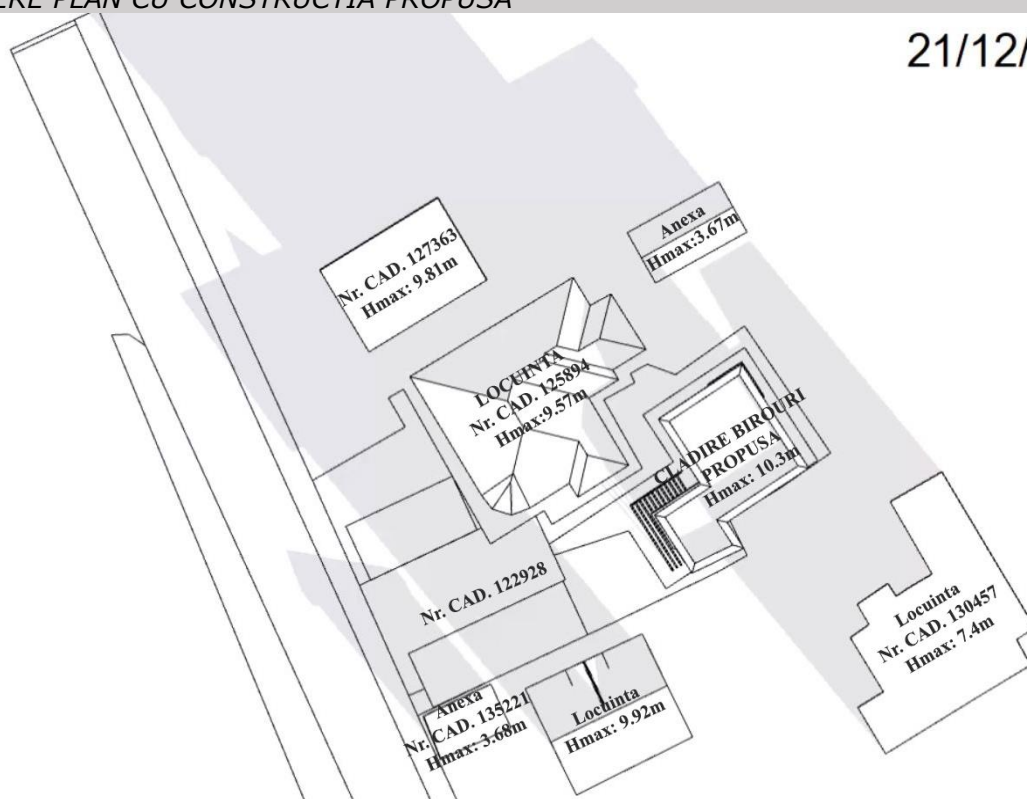 PLAN CU CONSTRUCTIA PROPUSA
21/12/
Nr. CAD. 127363
Hmax: 9.81m
Anexa
Hmax:3.67m
LOCUINTA
Nr. CAD. 125894
Hmax:9.57m
CLADIRE BIROURI
PROPUSA
Hmax: 10.3m
Nr. CAD. 122928
Locuinta
Nr. CAD. 130457
Hmax: 7.4m
Anexa
Nr. CAD. 135221
Hmax: 3.68m
Locuinta
Hmax: 9.92m